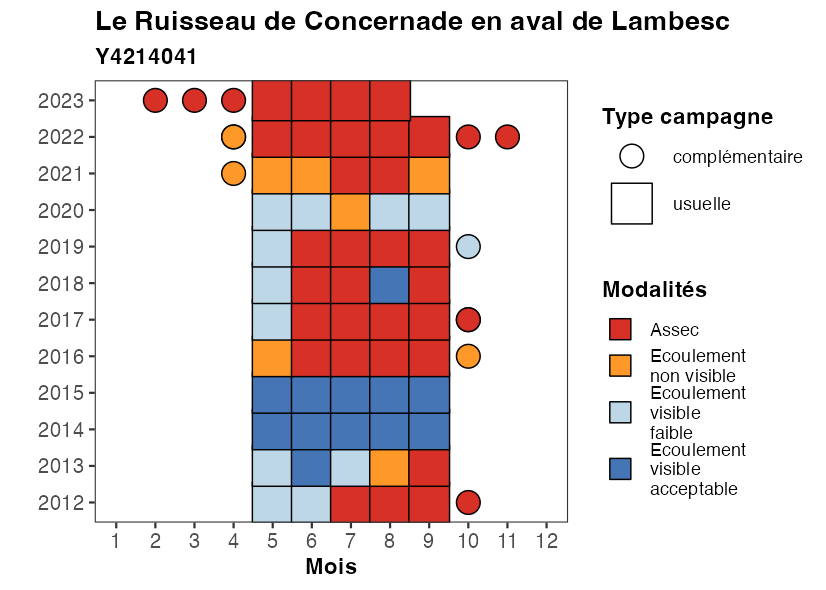 Le Ruisseau de Concernade en aval de Lambesc
Y4214041
2023
2022
2021
2020
2019
2018
2017
2016
2015
2014
2013
2012
1 2 3 4 5 6 7 8 9 10 11 12
Mois
Type campagne
complémentaire
usuelle
Modalités
Assec
Ecoulement
non visible
Ecoulement
visible
faible
Ecoulement
visible
acceptable